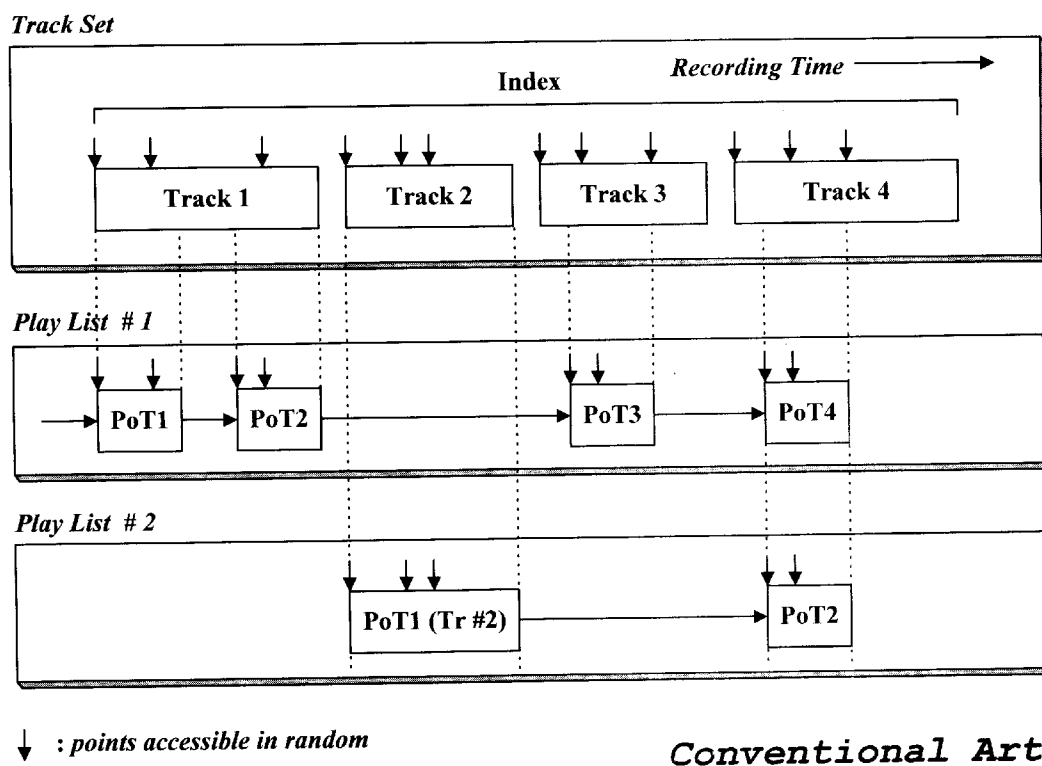 Track Set
Recording Time
Index
Track 1
Track 2
Track 3
Track 4
Play List # 1
PoT1
PoT2
PoT3
PoT4
Play List # 2
PoT1 (Tr #2)
PoT2
: points accessible in random
Conventional Art